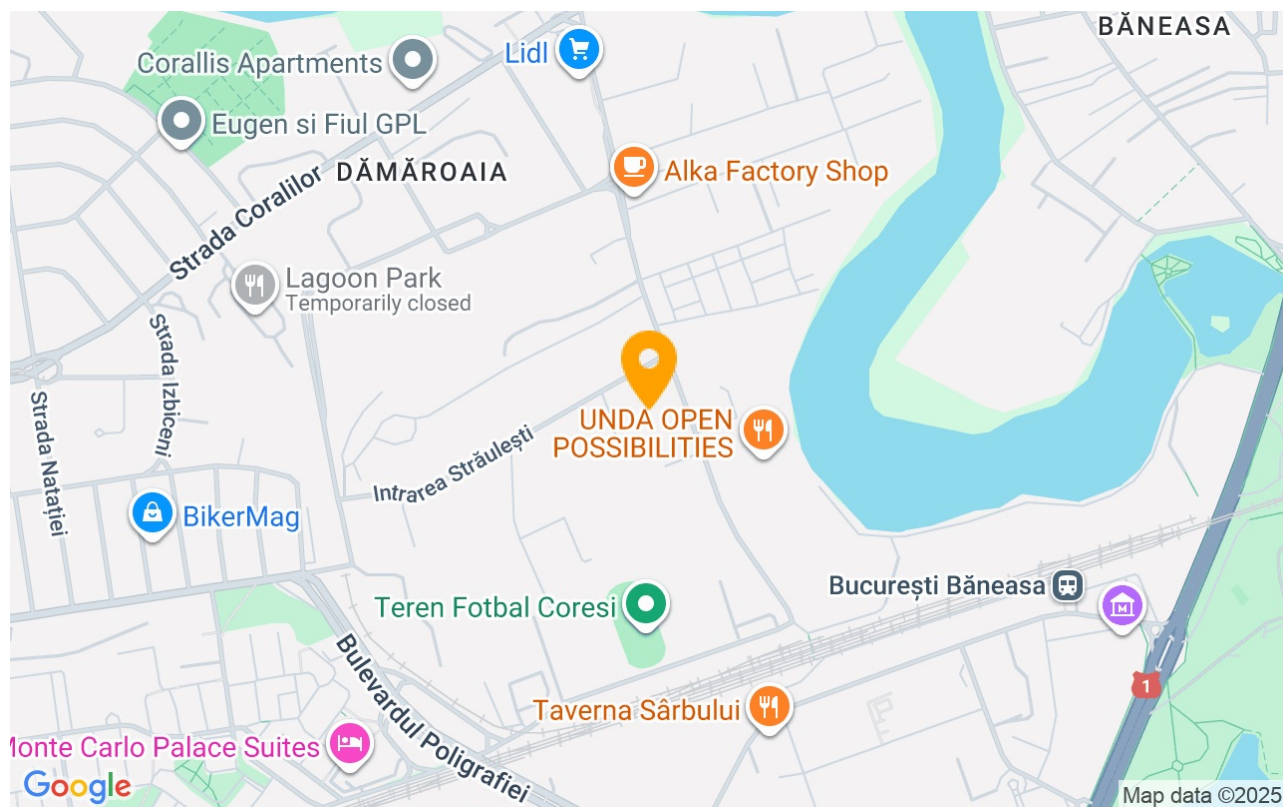 BĂNEASA
Lidl
Corallis Apartments
Eugen si Fiul GPL
DĂMĂROAIA
Alka Factory Shop
Strada Coralilor
Lagoon Park
Temporarily closed
Strada Izbiceni
Strada Natației
UNDA OPEN
POSSIBILITIES
Intrarea Străulești
BikerMag
București Băneasa
Teren Fotbal Coresi
M
1
Bulevardul Poligrafiei
Taverna Sârbului
Monte Carlo Palace Suites
Google
Map data ©2025